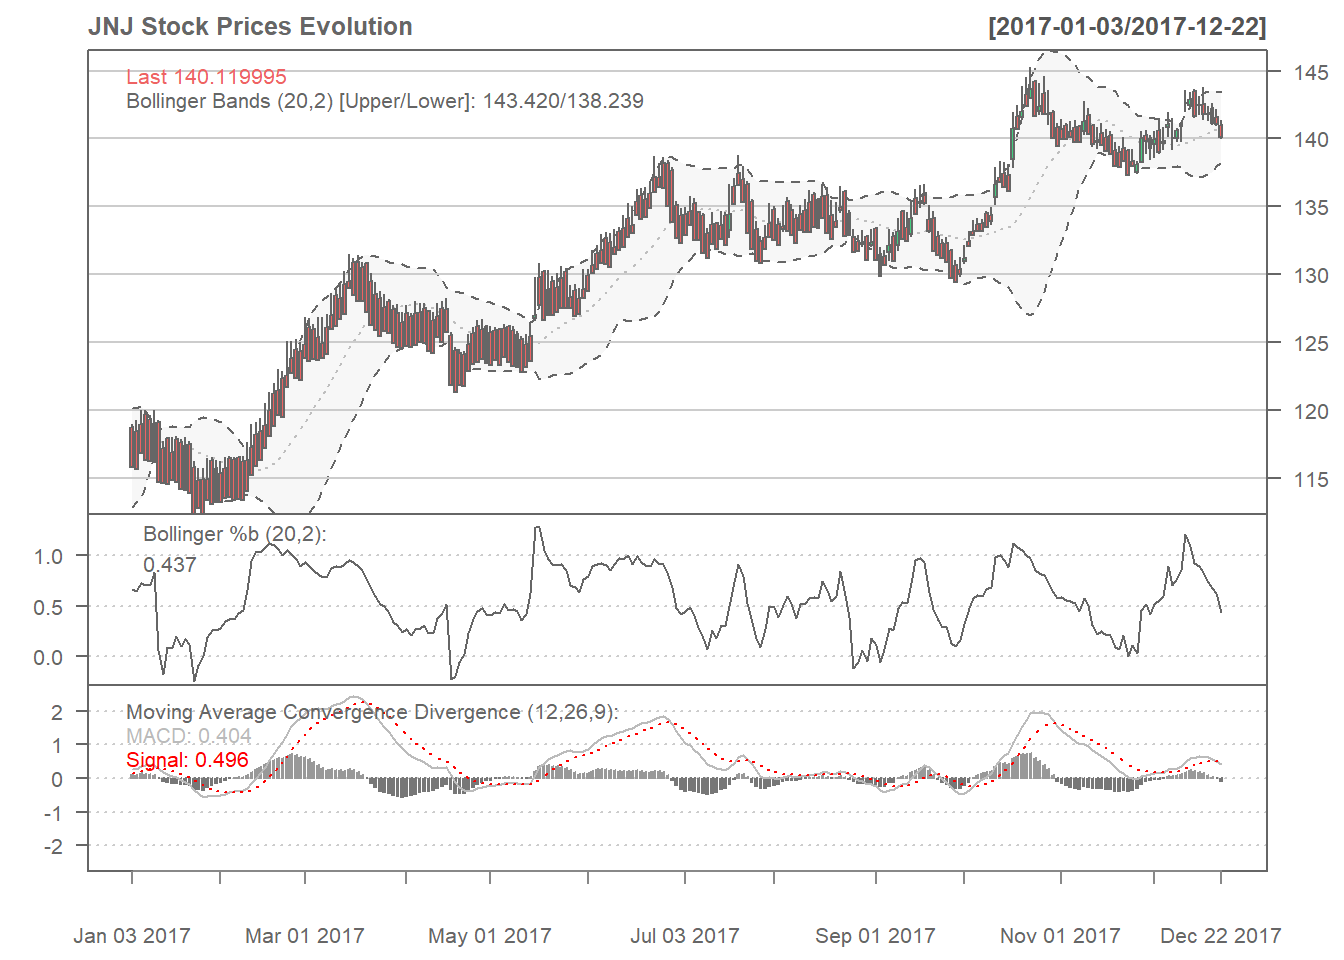 JNJ Stock Prices Evolution [2017-01-03/2017-12-22]
Last 140.119995
Bollinger Bands (20,2) [Upper/Lower]: 143.420/138.239
145
140
135
130
125
120
115
Bollinger %b (20,2):
0.437
1.0
0.5
0.0
Moving Average Convergence Divergence (12,26,9):
MACD: 0.404
Signal: 0.496
2
1
0
-1
-2
Jan 03 2017 Mar 01 2017 May 01 2017 Jul 03 2017 Sep 01 2017 Nov 01 2017 Dec 22 2017